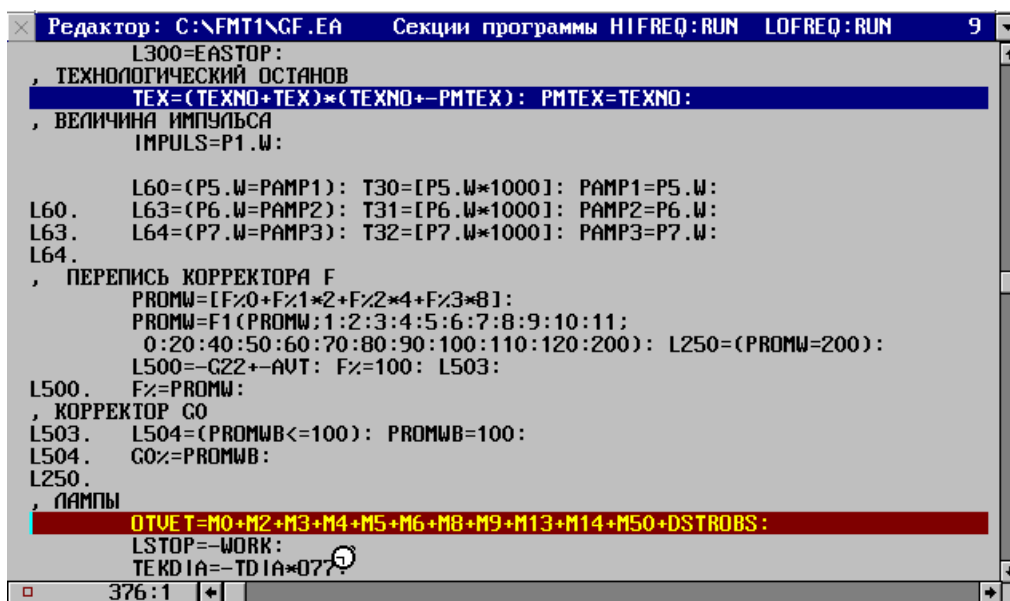 Редактор: C:\FMT1\GF.EA Секции программы HIFREQ:RUN LOFREQ:RUN 9
L300=EASTOP:
, ТЕХНОЛОГИЧЕСКИЙ ОСТАНОВ
TEX=(TEXNO+TEX)*(TEXNO+-PMTEX): PMTEX=TEXNO:
, ВЕЛИЧИНА ИМПУЛЬСА
IMPULS=P1.W:
L60=(P5.W=PAMP1): T30=[P5.W*1000]: PAMP1=P5.W:
L60. L63=(P6.W=PAMP2): T31=[P6.W*1000]: PAMP2=P6.W:
L63. L64=(P7.W=PAMP3): T32=[P7.W*1000]: PAMP3=P7.W:
L64.
, ПЕРЕПИСЬ КОРРЕКТОРА F
PROMW=[F%0+F%1*2+F%2*4+F%3*8]:
PROMW=F1(PROMW;1:2:3:4:5:6:7:8:9:10:11;
0:20:40:50:60:70:80:90:100:110:120:200): L250=(PROMW=200):
L500=-G22+-AVT: F%=100: L503:
L500. F%=PROMW:
, КОРРЕКТОР GO
L503. L504=(PROMWB<=100): PROMWB=100:
L504. GO%=PROMWB:
L250.
, ЛАМПЫ
OTVET=M0+M2+M3+M4+M5+M6+M8+M9+M13+M14+M50+DSTROBS:
LSTOP=-WORK:
TEKDIA=-TDIA*077:
376:1